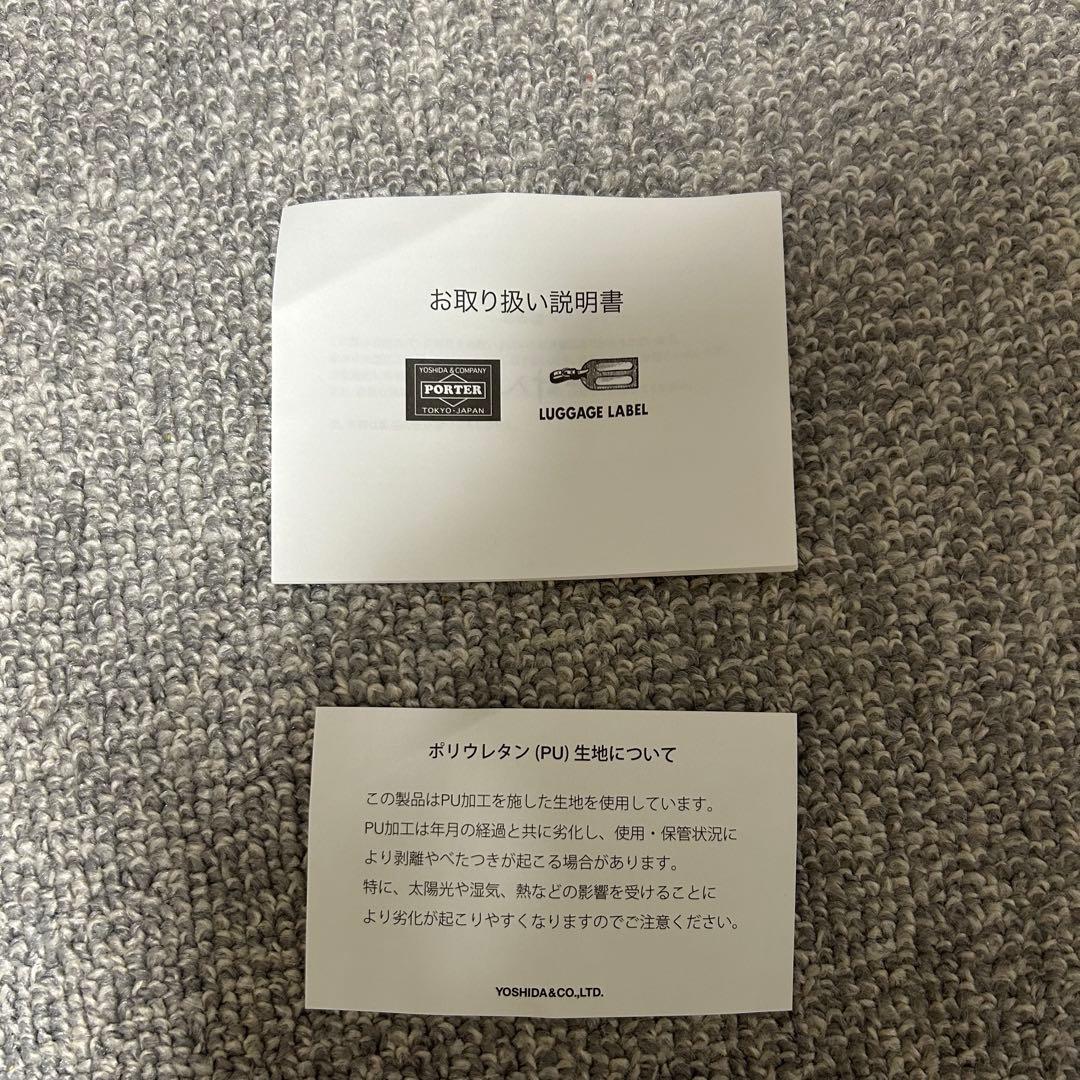 お取り扱い説明書
YOSHIDA & COMPANY
PORTER
TOKYO・JAPAN
LUGGAGE LABEL
ポリウレタン (PU) 生地について
この製品はPU加工を施した生地を使用しています。
PU加工は年月の経過と共に劣化し、使用・保管状況に
より剥離やべたつきが起こる場合があります。
特に、太陽光や湿気、熱などの影響を受けることに
より劣化が起こりやすくなりますのでご注意ください。
YOSHIDA&CO.,LTD.